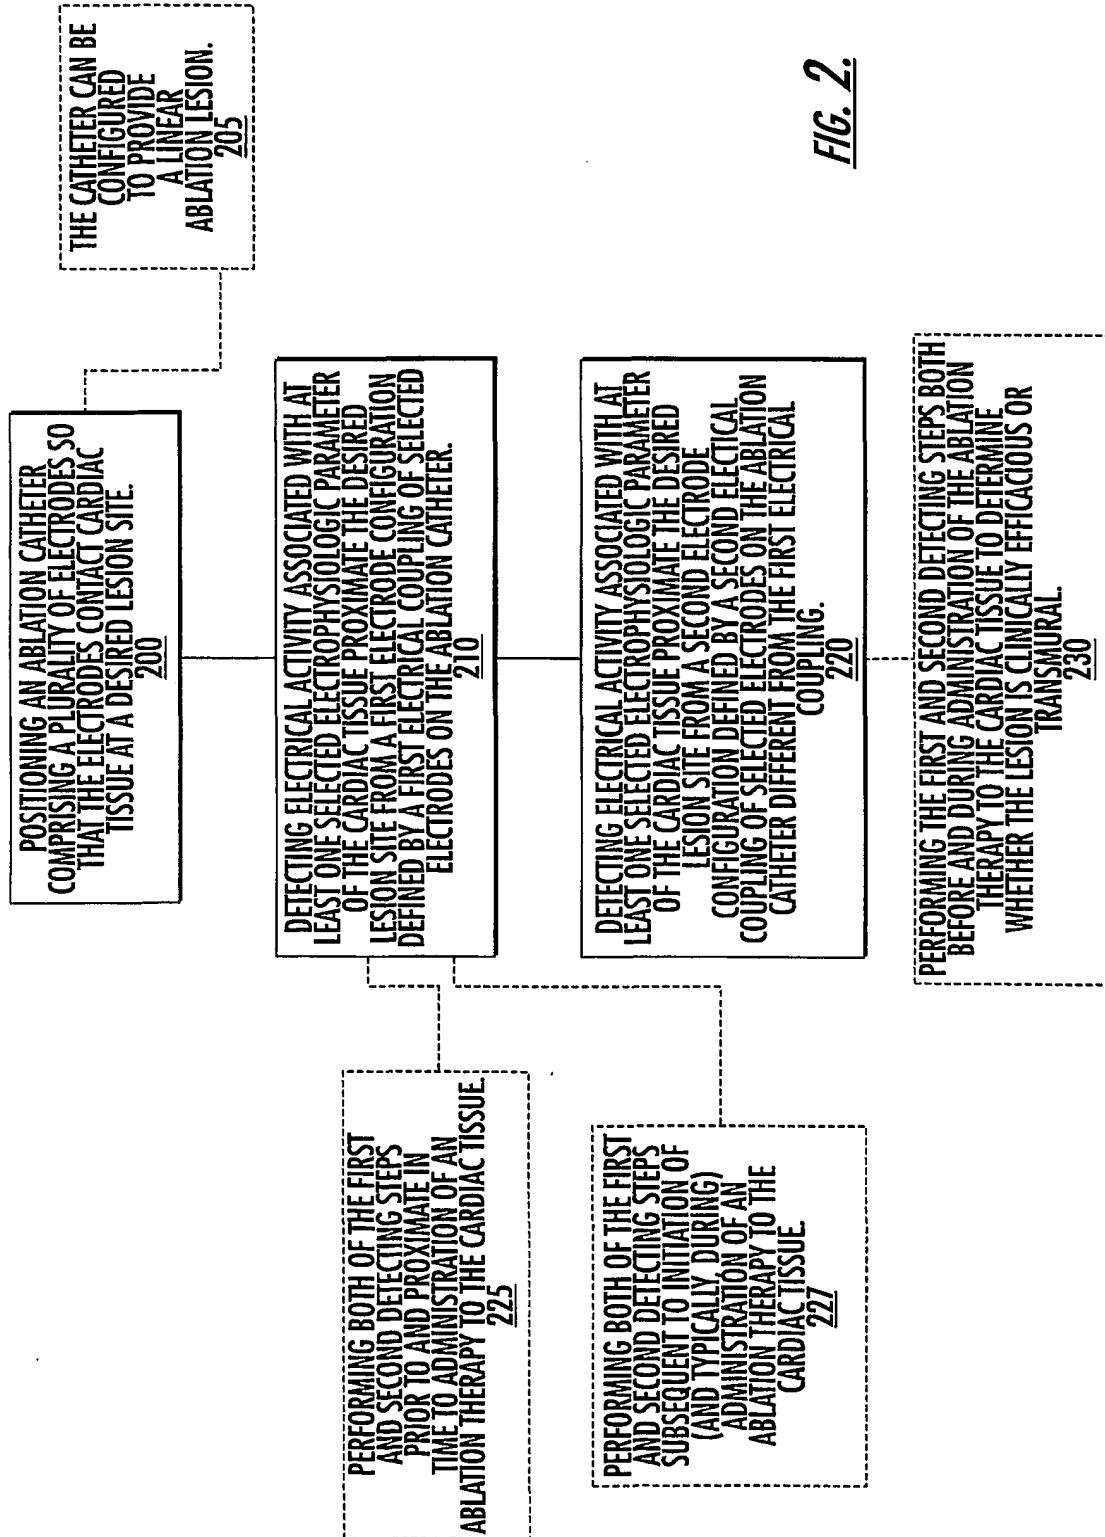 POSITIONING AN ABLATION CATHETER
COMPRISING A PLURALITY OF ELECTRODES SO
THAT THE ELECTRODES CONTACT CARDIAC
TISSUE AT A DESIRED LESION SITE.
200
THE CATHETER CAN BE
CONFIGURED
TO PROVIDE
A LINEAR
ABLATION LESION.
205
DETECTING ELECTRICAL ACTIVITY ASSOCIATED WITH AT
LEAST ONE SELECTED ELECTROPHYSIOLOGIC PARAMETER
OF THE CARDIAC TISSUE PROXIMATE THE DESIRED
LESION SITE FROM A FIRST ELECTRODE CONFIGURATION
DEFINED BY A FIRST ELECTRICAL COUPLING OF SELECTED
ELECTRODES ON THE ABLATION CATHETER.
210
PERFORMING BOTH OF THE FIRST
AND SECOND DETECTING STEPS
PRIOR TO AND PROXIMATE IN
TIME TO ADMINISTRATION OF AN
ABLATION THERAPY TO THE CARDIAC TISSUE.
225
DETECTING ELECTRICAL ACTIVITY ASSOCIATED WITH AT
LEAST ONE SELECTED ELECTROPHYSIOLOGIC PARAMETER
OF THE CARDIAC TISSUE PROXIMATE THE DESIRED
LESION SITE FROM A SECOND ELECTRODE
CONFIGURATION DEFINED BY A SECOND ELECTICAL
COUPLING OF SELECTED ELECTRODES ON THE ABLATION
CATHETER DIFFERENT FROM THE FIRST ELECTRICAL
COUPLING.
220
PERFORMING BOTH OF THE FIRST
AND SECOND DETECTING STEPS
SUBSEQUENT TO INITIATION OF
(AND TYPICALLY, DURING)
ADMINISTRATION OF AN
ABLATION THERAPY TO THE
CARDIAC TISSUE.
227
PERFORMING THE FIRST AND SECOND DETECTING STEPS BOTH
BEFORE AND DURING ADMINISTRATION OF THE ABLATION
THERAPY TO THE CARDIAC TISSUE TO DETERMINE
WHETHER THE LESION IS CLINICALLY EFFICACIOUS OR
TRANSMURAL.
230
FIG. 2.